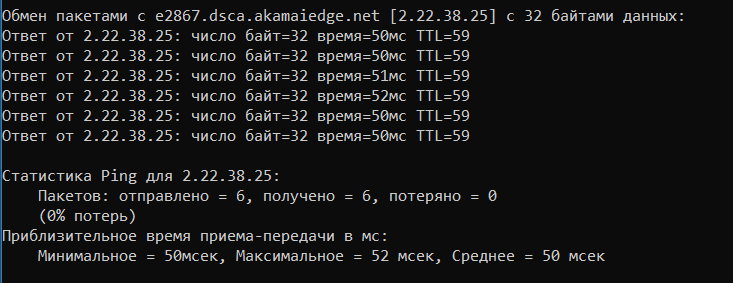 Обмен пакетами с e2867.dsca.akamaiedge.net [2.22.38.25] с 32 байтами данных:
Ответ от 2.22.38.25: число байт=32 время=50мс TTL=59
Ответ от 2.22.38.25: число байт=32 время=50мс TTL=59
Ответ от 2.22.38.25: число байт=32 время=51мс TTL=59
Ответ от 2.22.38.25: число байт=32 время=52мс TTL=59
Ответ от 2.22.38.25: число байт=32 время=50мс TTL=59
Ответ от 2.22.38.25: число байт=32 время=50мс TTL=59
Статистика Ping для 2.22.38.25:
Пакетов: отправлено = 6, получено = 6, потеряно = 0
(0% потерь)
Приблизительное время приема-передачи в мс:
Минимальное = 50мсек, Максимальное = 52 мсек, Среднее = 50 мсек